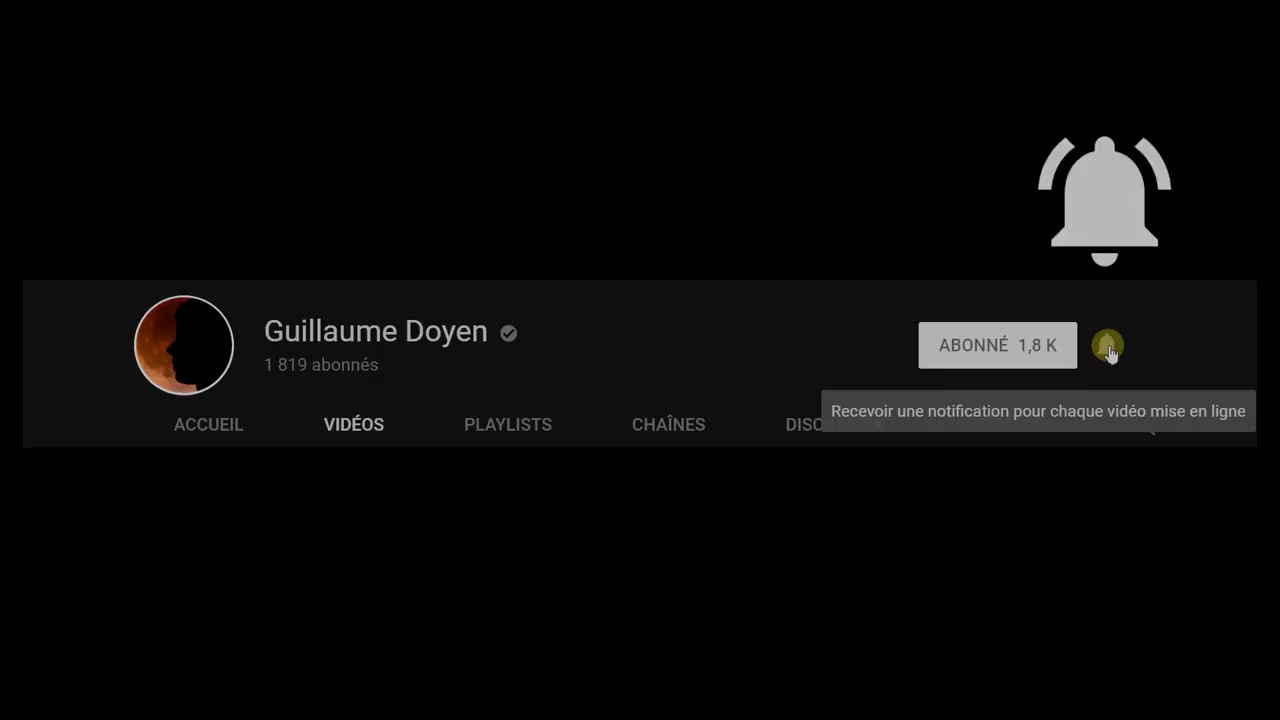 Guillaume Doyen
1 819 abonnés
ABONNÉ 1,8 K
Recevoir une notification pour chaque vidéo mise en ligne
ACCUEIL VIDÉOS PLAYLISTS CHAÎNES